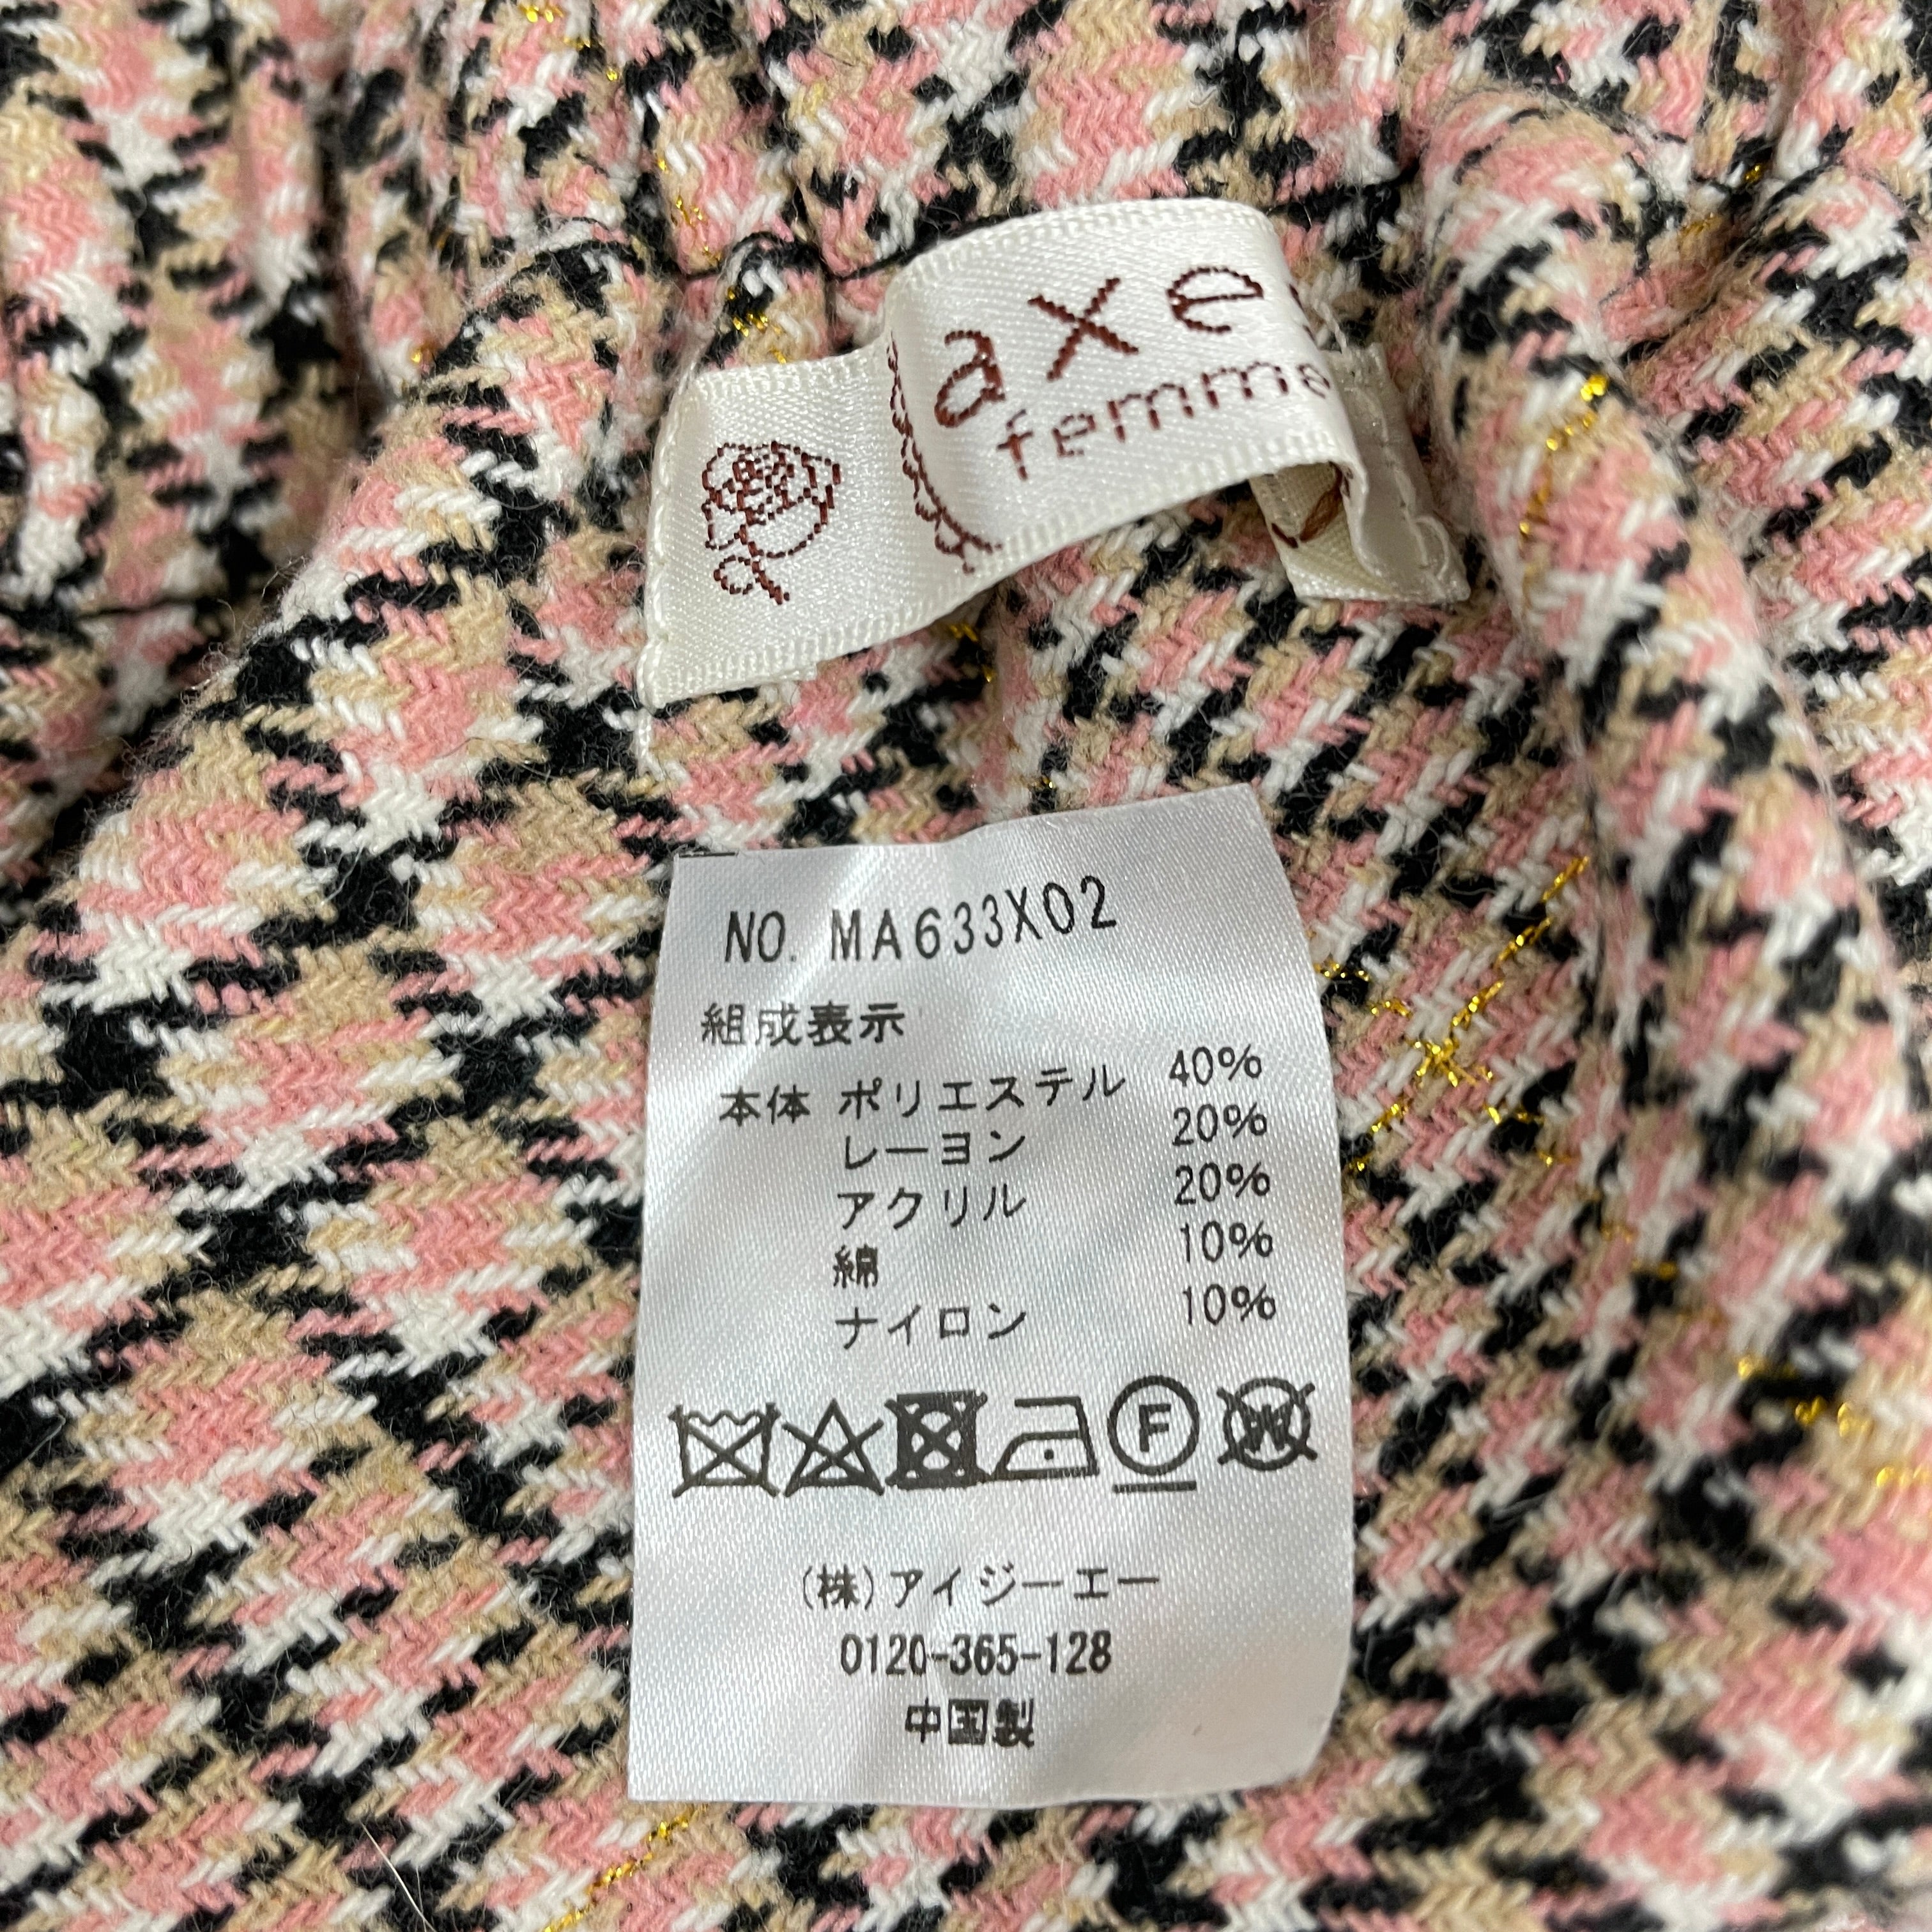 axes
femme
NO. MA633X02
組成表示
本体 ポリエステル 40%
レーヨン 20%
アクリル 20%
綿 10%
ナイロン 10%
F
W
(株)アイジーエー
0120-365-128
中国製